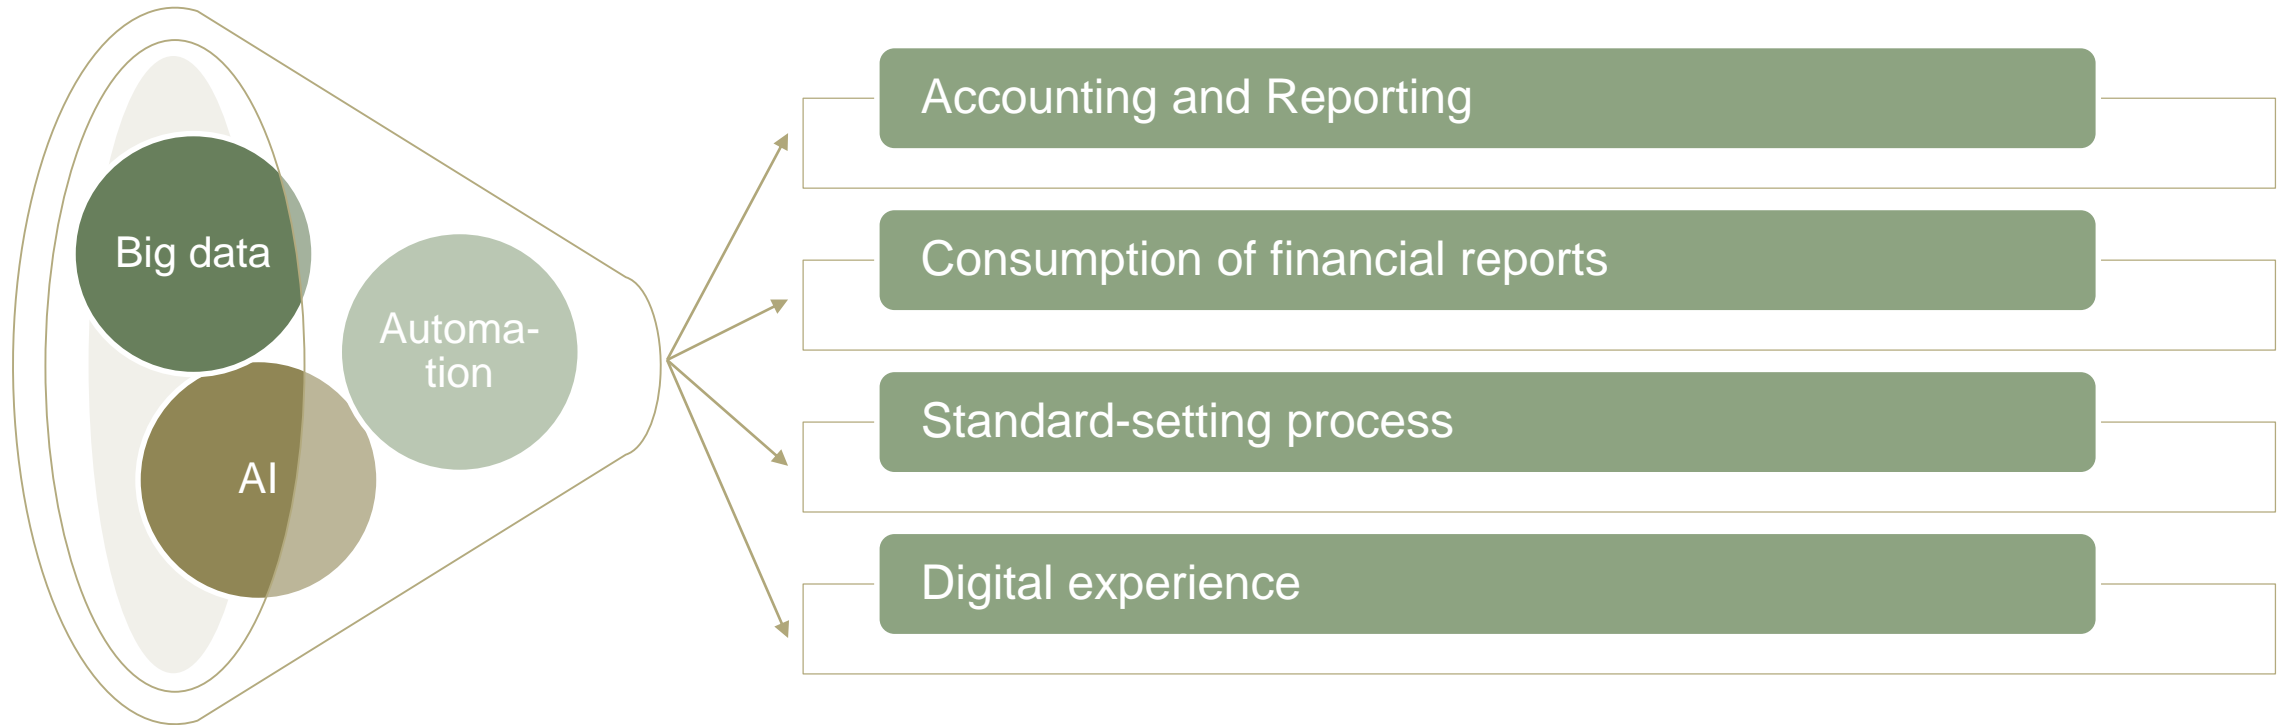 Big data
Automa-
tion
AI
Accounting and Reporting
Consumption of financial reports
Standard-setting process
Digital experience